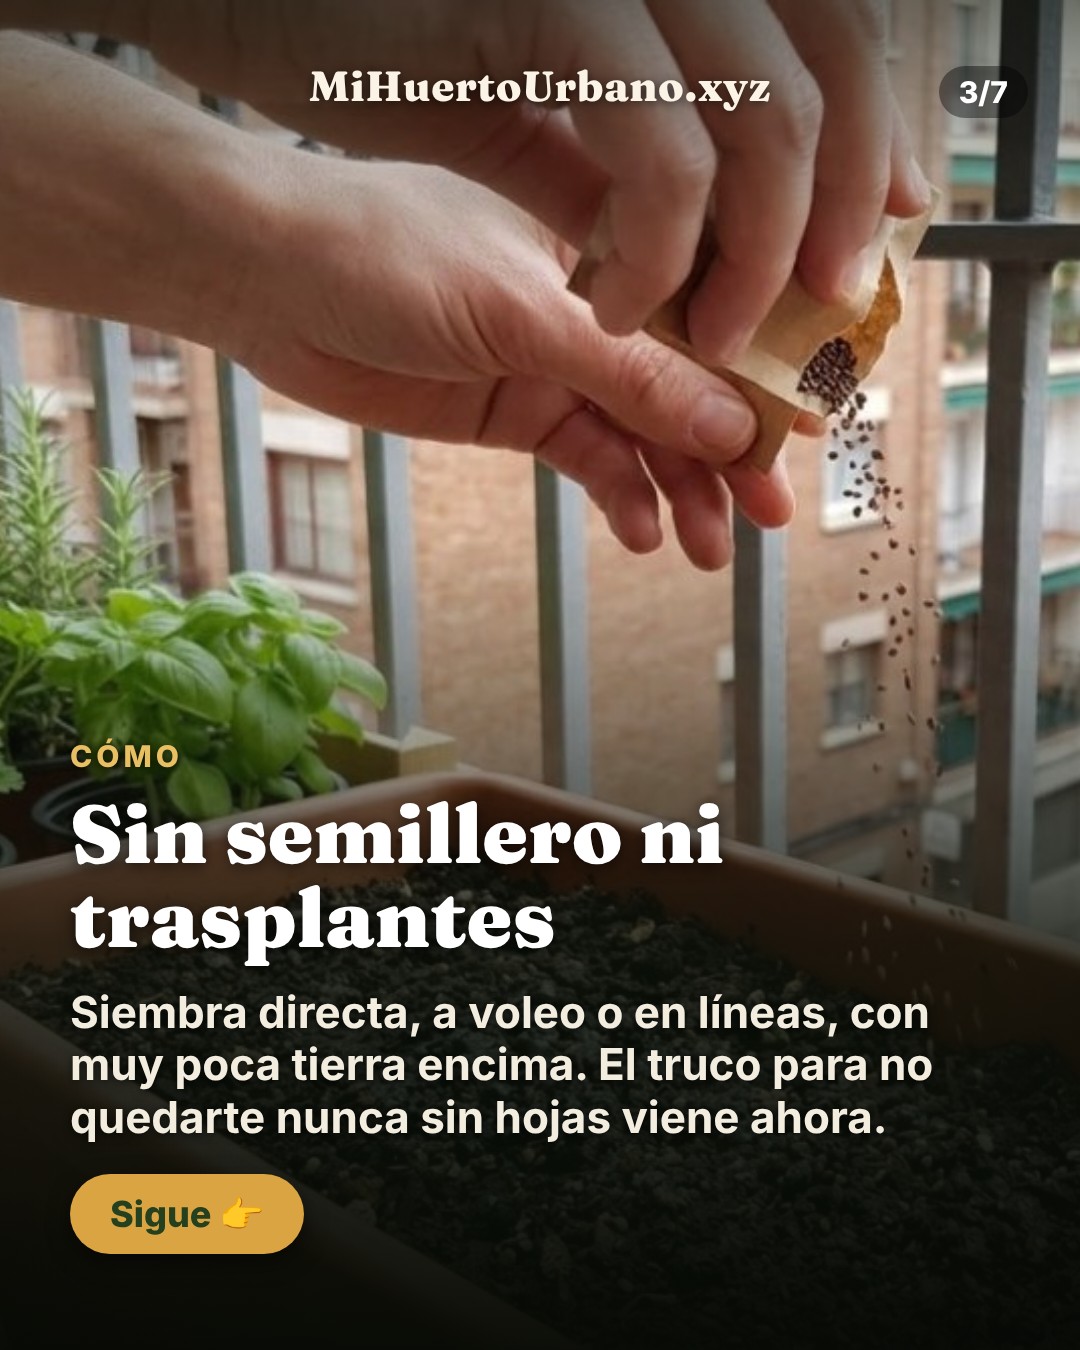 MiHuertoUrbano.xyz
3/7
CÓMO
Sin semillero ni
trasplantes
Siembra directa, a voleo o en líneas, con
muy poca tierra encima. El truco para no
quedarte nunca sin hojas viene ahora.
Sigue 👉